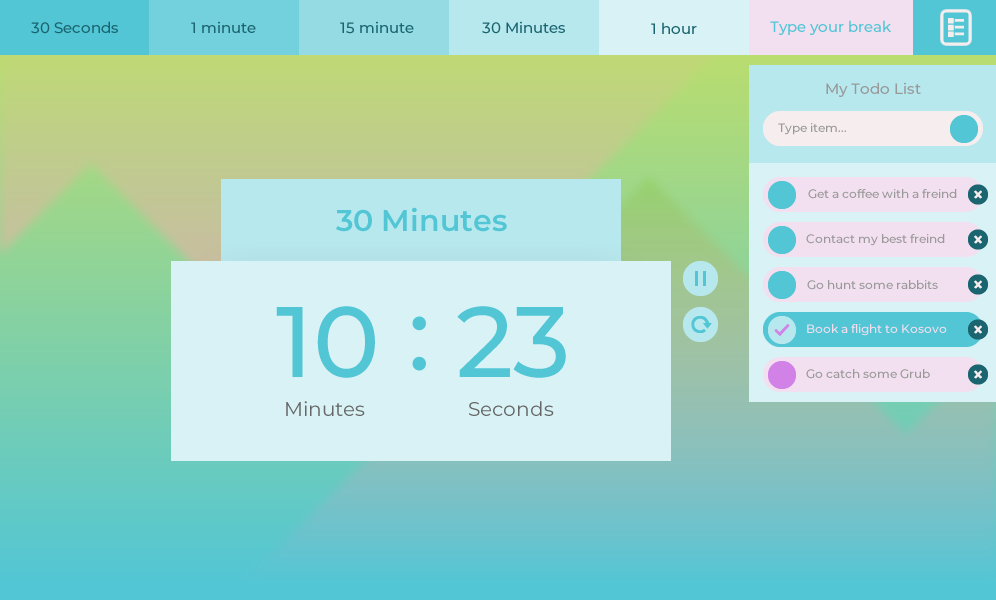 30 Seconds
1 minute
15 minute
30 Minutes
1 hour
Type your break
My Todo List
Type item...
Get a coffee with a freind
Contact my best freind
Go hunt some rabbits
Book a flight to Kosovo
Go catch some Grub
30 Minutes
10 : 23
Minutes Seconds